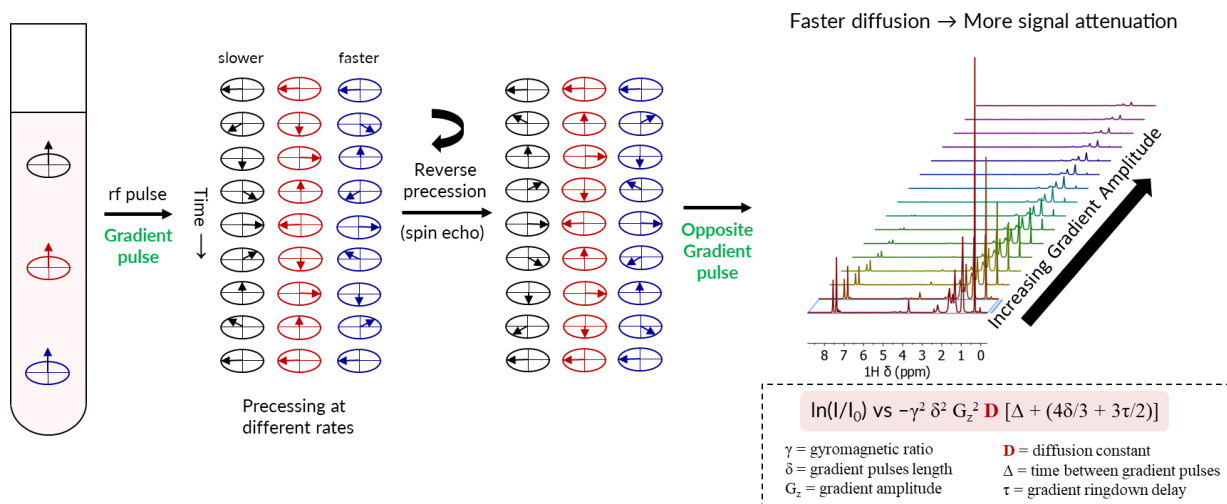 Faster diffusion → More signal attenuation
slower
faster
rf pulse
Gradient
pulse
Time →
Reverse
precession
(spin echo)
Opposite
Gradient
pulse
Precessing at
different rates
Increasing Gradient Amplitude
8 7 6 5 4 3 2 1 0
1H δ (ppm)
ln(I/I₀) vs −γ² δ² G_z² D [Δ + (4δ/3 + 3τ/2)]
γ = gyromagnetic ratio
δ = gradient pulses length
G_z = gradient amplitude
D = diffusion constant
Δ = time between gradient pulses
τ = gradient ringdown delay